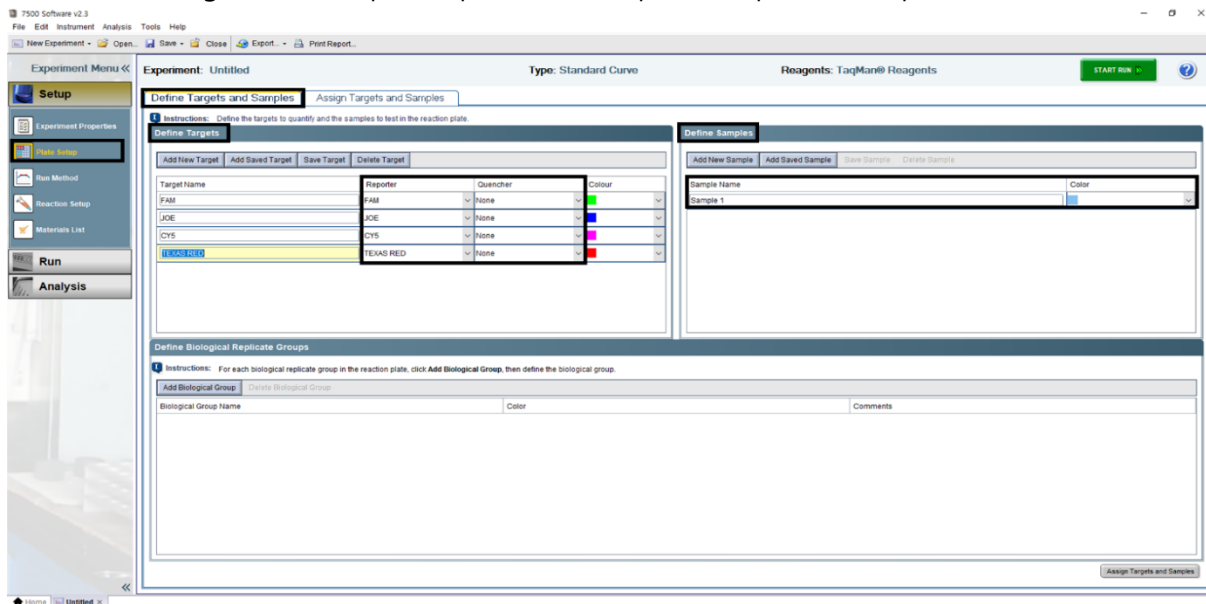 7500 Software v2.3
File Edit Instrument Analysis Tools Help
New Experiment Open... Save Close Export... Print Report...
Experiment Menu «
Experiment: Untitled Type: Standard Curve Reagents: TaqMan® Reagents START RUN
Setup
Define Targets and Samples Assign Targets and Samples
Instructions: Define the targets to quantify and the samples to test in the reaction plate.
Experiment Properties
Plate Setup
Run Method
Reaction Setup
Materials List
Run
Analysis
Define Targets
Add New Target Add Saved Target Save Target Delete Target
Target Name Reporter Quencher Colour
FAM FAM None
JOE JOE None
CY5 CY5 None
TEXAS RED TEXAS RED None
Define Samples
Add New Sample Add Saved Sample Save Sample Delete Sample
Sample Name Color
Sample 1
Define Biological Replicate Groups
Instructions: For each biological replicate group in the reaction plate, click Add Biological Group, then define the biological group.
Add Biological Group Delete Biological Group
Biological Group Name Color Comments
Assign Targets and Samples
«
Home Untitled ×